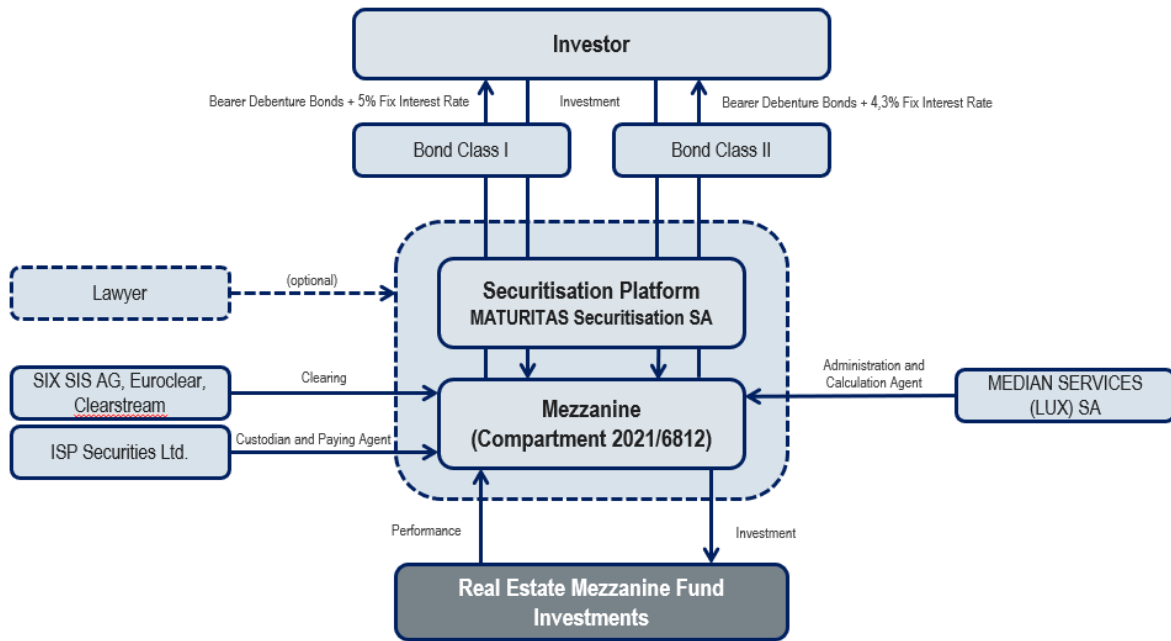 Investor
Bearer Debenture Bonds + 5% Fix Interest Rate
Investment
Bearer Debenture Bonds + 4,3% Fix Interest Rate
Bond Class I
Bond Class II
Lawyer
(optional)
Securitisation Platform
MATURITAS Securitisation SA
SIX SIS AG, Euroclear,
Clearstream
Clearing
Administration and
Calculation Agent
MEDIAN SERVICES
(LUX) SA
Mezzanine
(Compartment 2021/6812)
ISP Securities Ltd.
Custodian and Paying Agent
Performance
Investment
Real Estate Mezzanine Fund
Investments